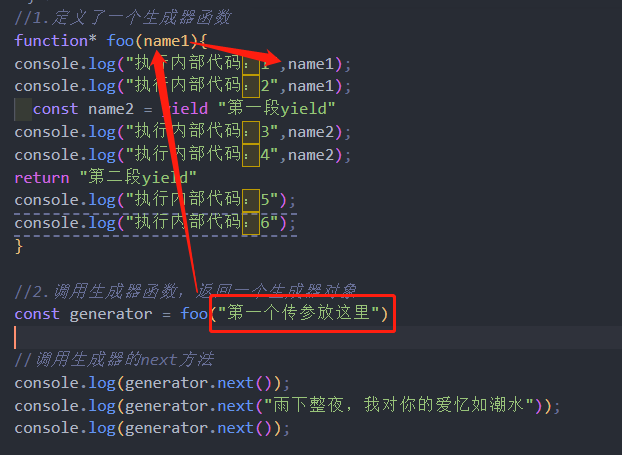 //1.定义了一个生成器函数
function* foo(name1){
console.log("执行内部代码：1",name1);
console.log("执行内部代码：2",name1);
const name2 = yield "第一段yield"
console.log("执行内部代码：3",name2);
console.log("执行内部代码：4",name2);
return "第二段yield"
console.log("执行内部代码：5");
console.log("执行内部代码：6");
}
//2.调用生成器函数，返回一个生成器对象
const generator = foo("第一个传参放这里")
//调用生成器的next方法
console.log(generator.next());
console.log(generator.next("雨下整夜，我对你的爱忆如潮水"));
console.log(generator.next());